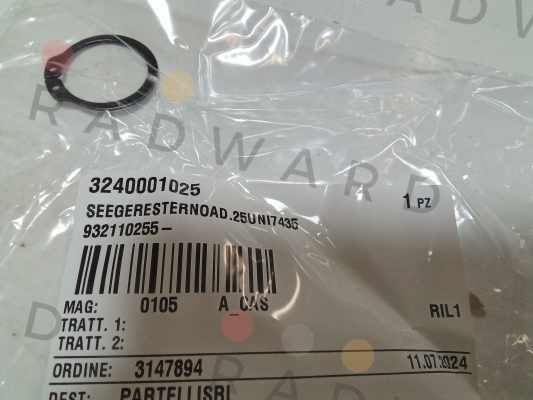 RADWARD
3240001025 1 PZ
SEEGERESTERNOAD.25UNI7435
932110255-
MAG: 0105 A_CAS RIL1
TRATT. 1:
TRATT. 2:
ORDINE: 3147894 11.07.2024
DEST: PARTELLISRL
RADWARD